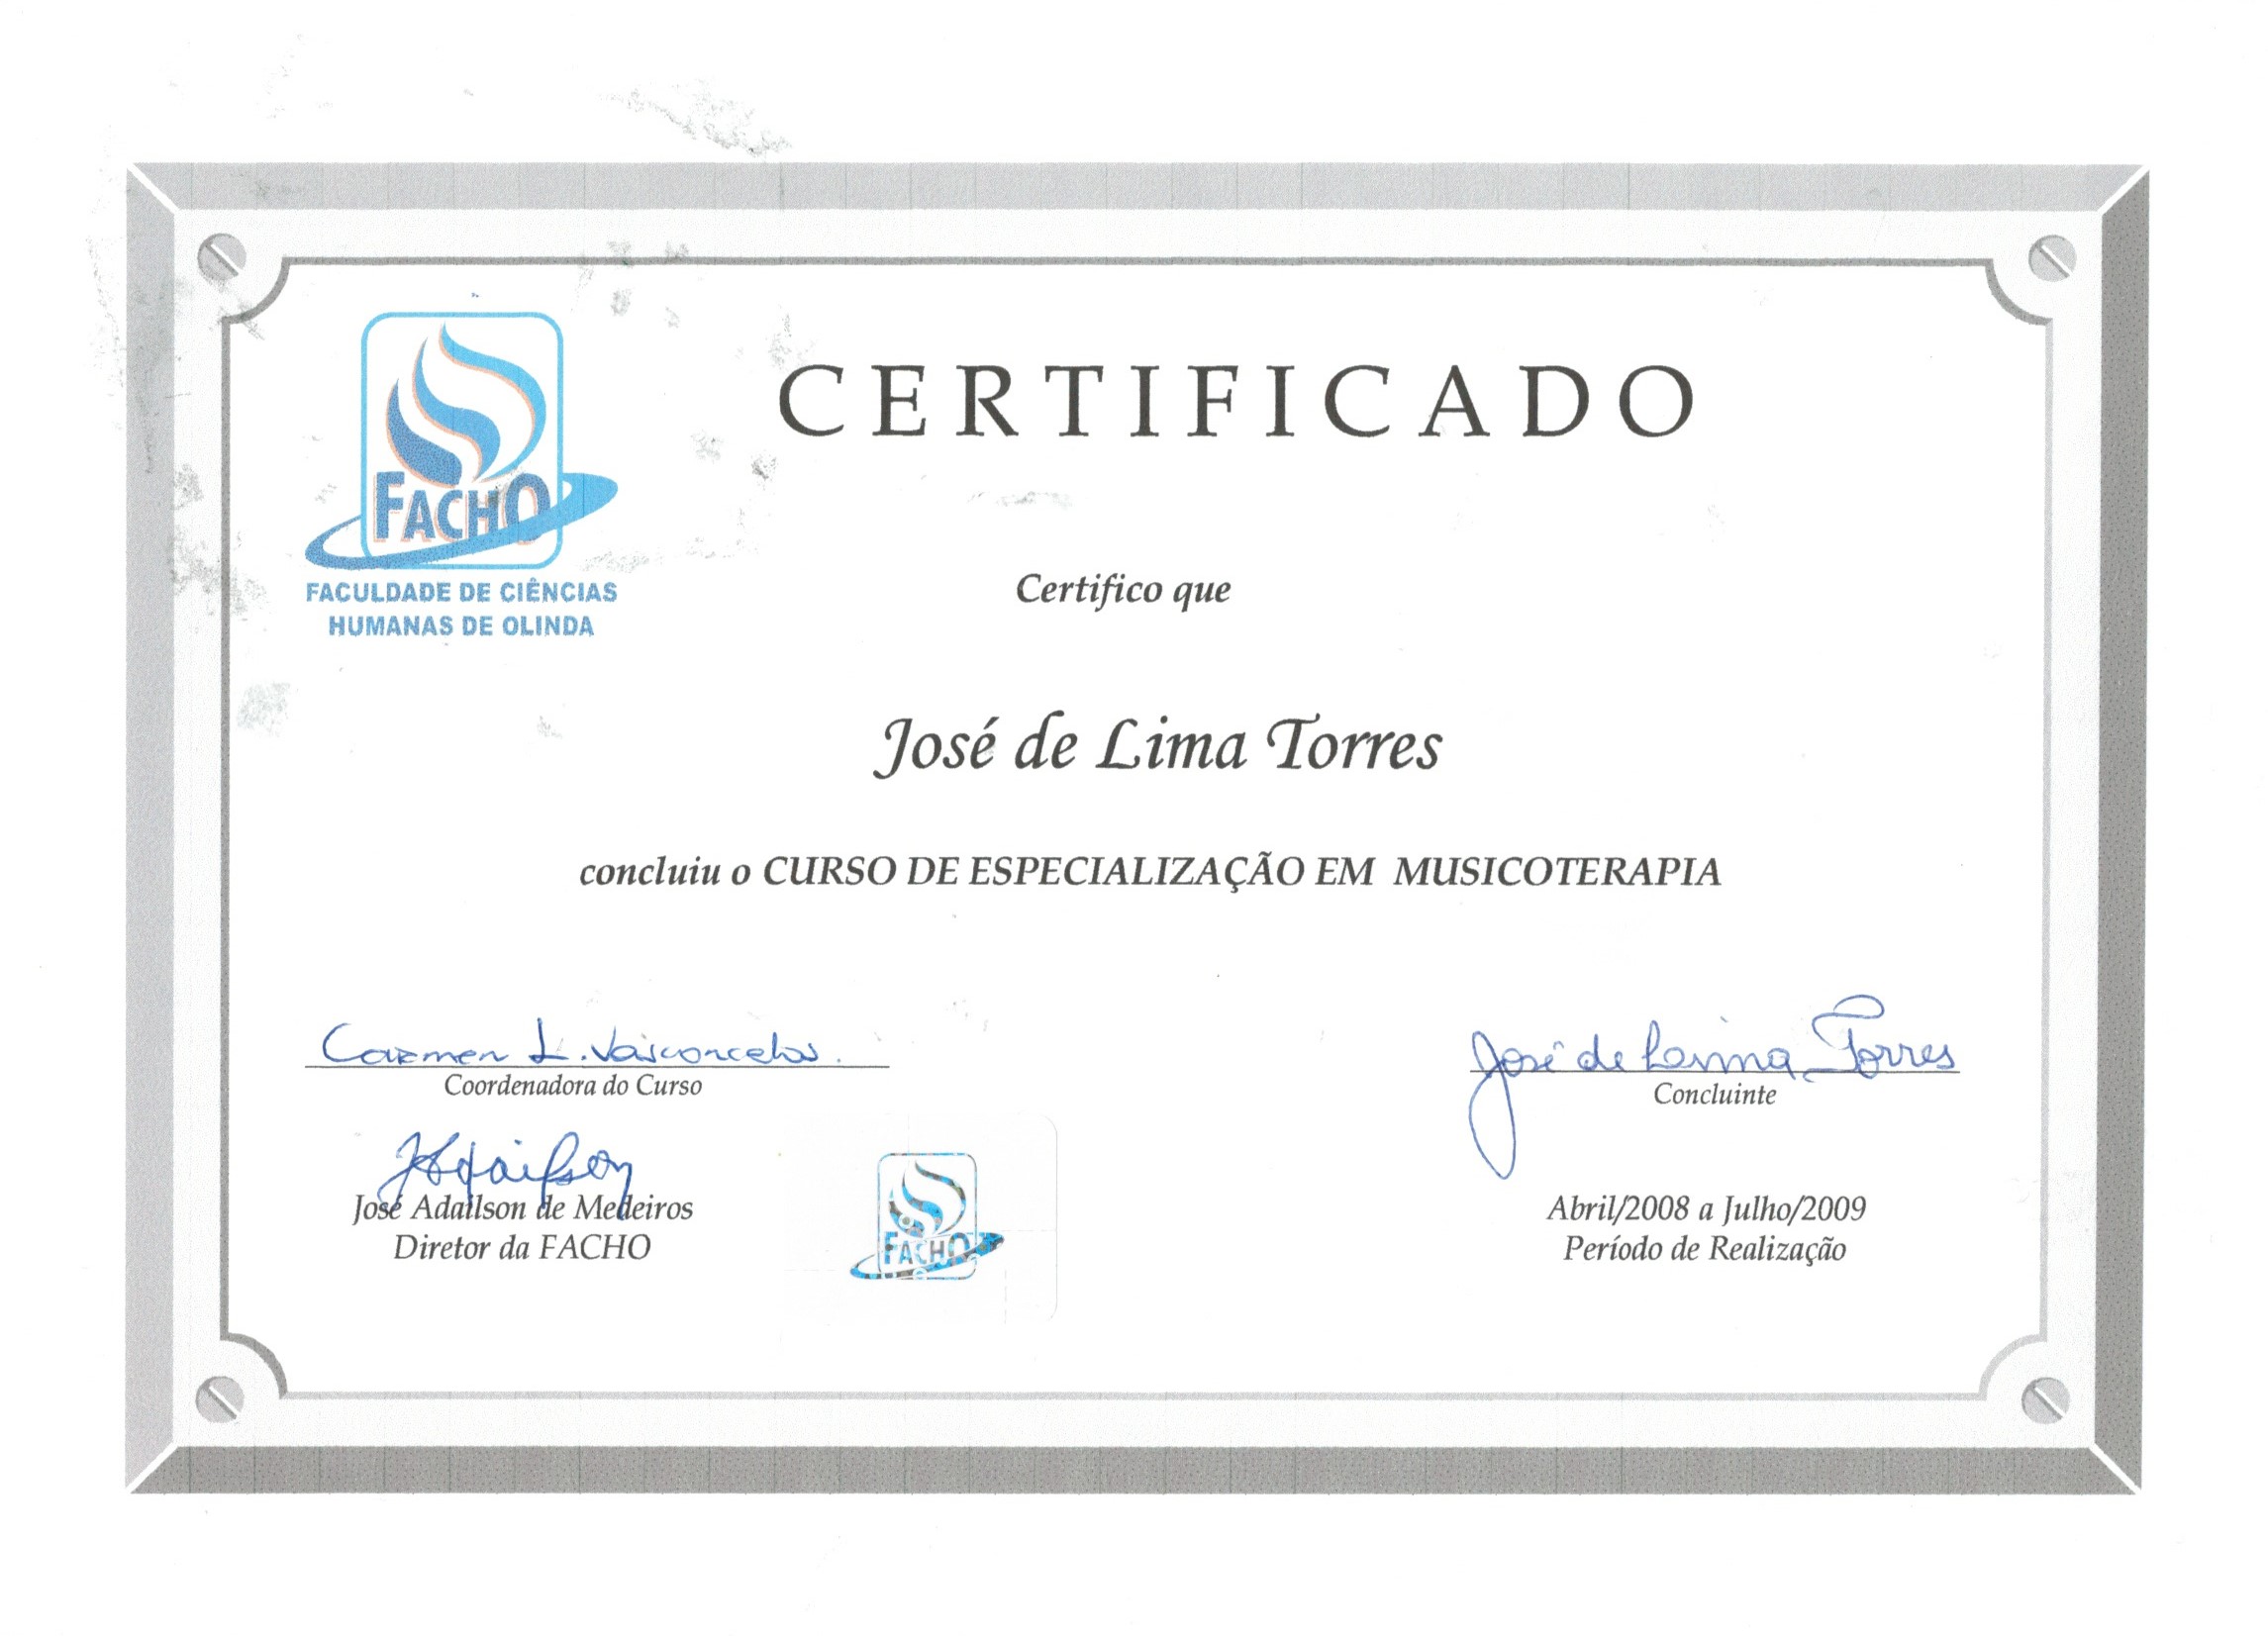 CERTIFICADO
FACHO
FACULDADE DE CIÊNCIAS
HUMANAS DE OLINDA
Certifico que
José de Lima Torres
concluiu o CURSO DE ESPECIALIZAÇÃO EM MUSICOTERAPIA
Carmen L. Vasconcelos.
Coordenadora do Curso
José de Lima Torres
Concluinte
JAdailson
José Adailson de Medeiros
Diretor da FACHO
FACHO
Abril/2008 a Julho/2009
Período de Realização